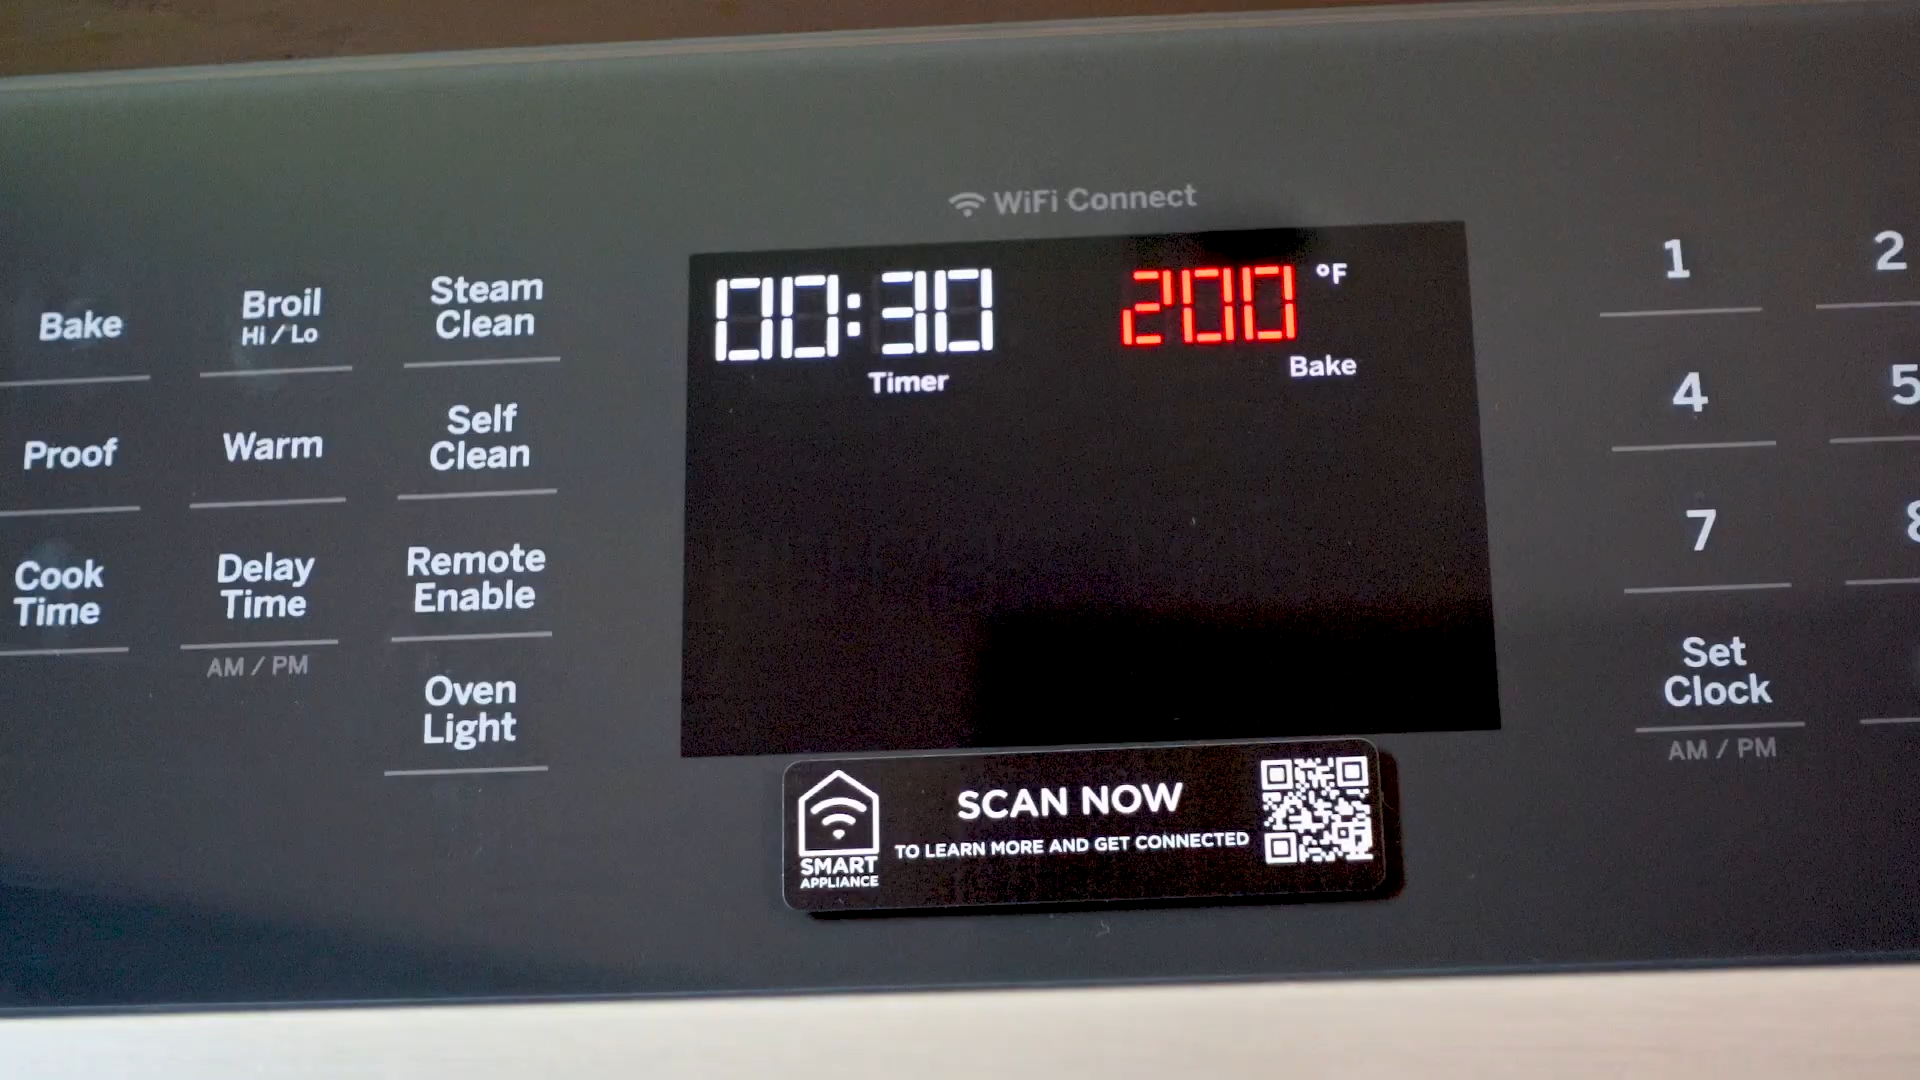 WiFi Connect
00:30
Timer
200 °F
Bake
Bake
Broil
Hi / Lo
Steam
Clean
Proof
Warm
Self
Clean
Cook
Time
Delay
Time
AM / PM
Remote
Enable
Oven
Light
1
2
4
5
7
8
Set
Clock
AM / PM
SMART
APPLIANCE
SCAN NOW
TO LEARN MORE AND GET CONNECTED